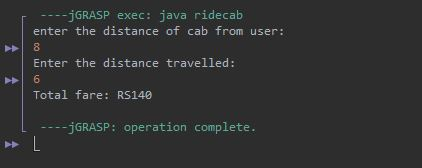 ----jGRASP exec: java ridecab
enter the distance of cab from user:
8
Enter the distance travelled:
6
Total fare: RS140
----jGRASP: operation complete.